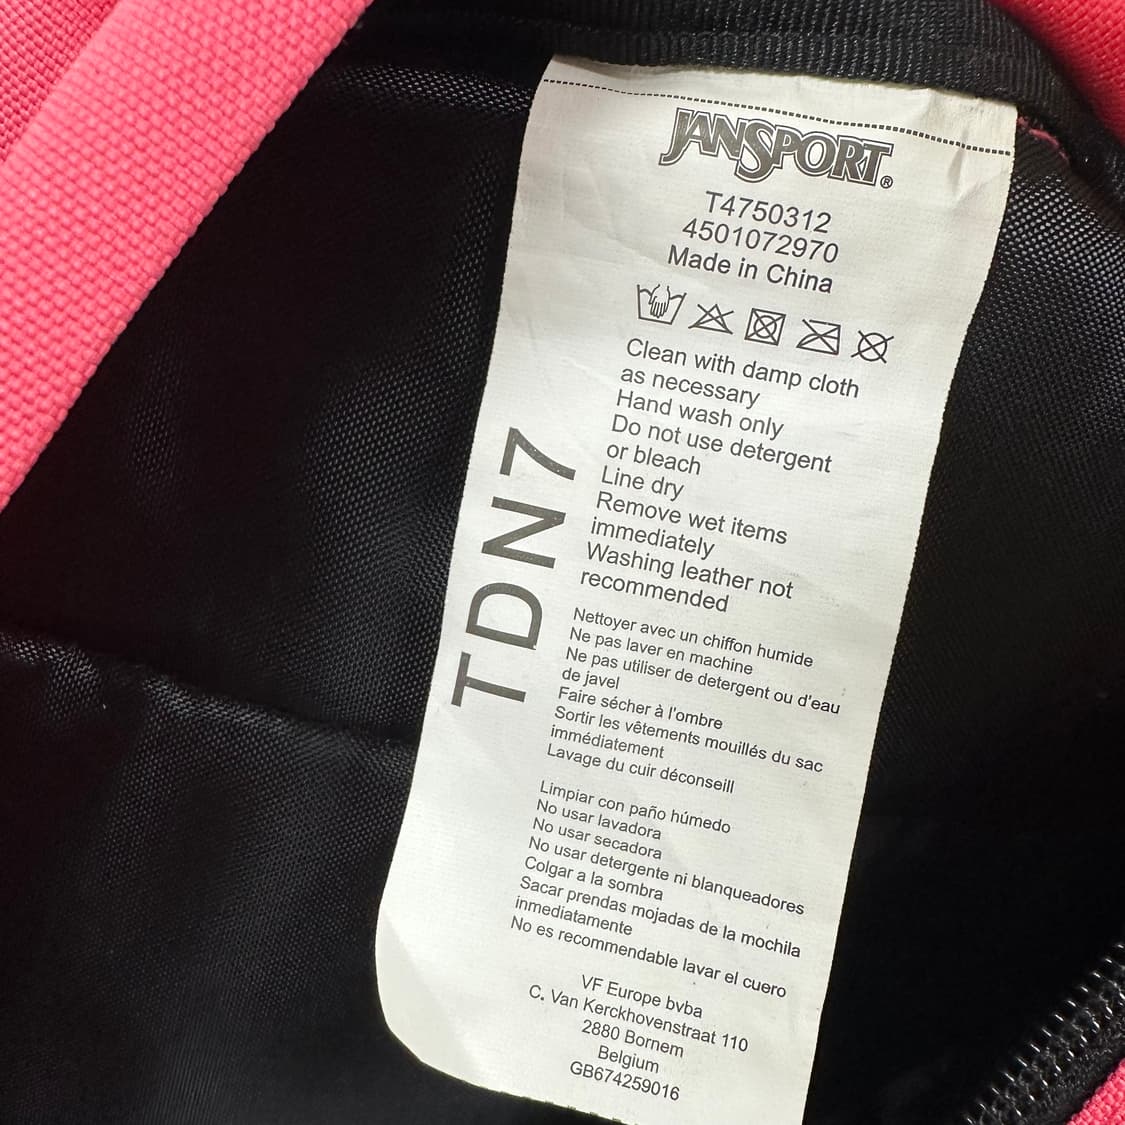 JANSPORT®
T4750312
4501072970
Made in China
Clean with damp cloth
as necessary
Hand wash only
Do not use detergent
or bleach
Line dry
Remove wet items
immediately
Washing leather not
recommended
TDN7
Nettoyer avec un chiffon humide
Ne pas laver en machine
Ne pas utiliser de detergent ou d'eau
de javel
Faire sécher à l'ombre
Sortir les vêtements mouillés du sac
immédiatement
Lavage du cuir déconseill
Limpiar con paño húmedo
No usar lavadora
No usar secadora
No usar detergente ni blanqueadores
Colgar a la sombra
Sacar prendas mojadas de la mochila
inmediatamente
No es recommendable lavar el cuero
VF Europe bvba
C. Van Kerckhovenstraat 110
2880 Bornem
Belgium
GB674259016